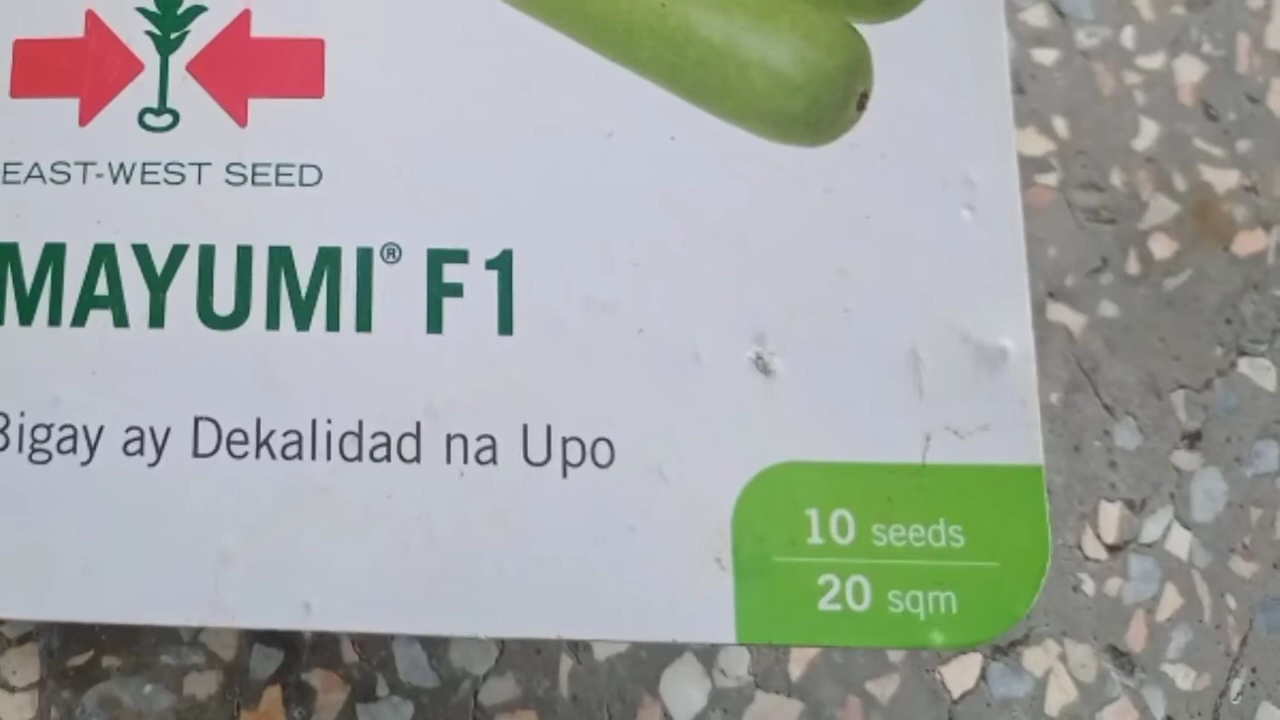 EAST-WEST SEED
MAYUMI® F1
Bigay ay Dekalidad na Upo
10 seeds
20 sqm